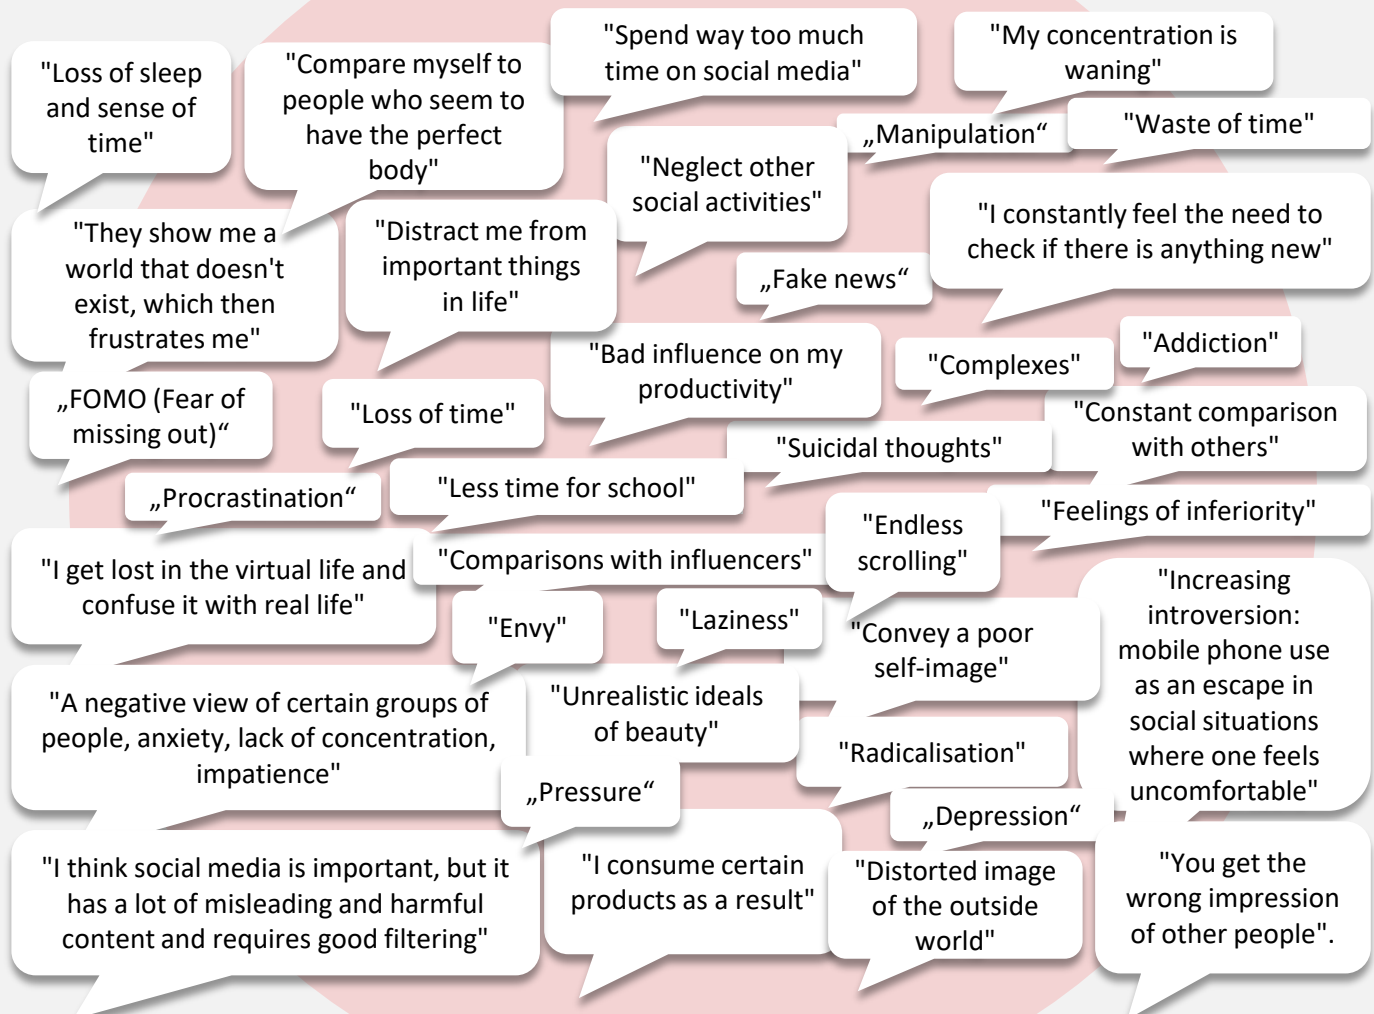 "Loss of sleep
and sense of
time"
"Compare myself to
people who seem to
have the perfect
body"
"Spend way too much
time on social media"
"My concentration is
waning"
„Manipulation“
"Waste of time"
"Neglect other
social activities"
"I constantly feel the need to
check if there is anything new"
"They show me a
world that doesn't
exist, which then
frustrates me"
"Distract me from
important things
in life"
„Fake news“
"Bad influence on my
productivity"
"Complexes"
"Addiction"
„FOMO (Fear of
missing out)“
"Loss of time"
"Constant comparison
with others"
"Suicidal thoughts"
„Procrastination“
"Less time for school"
"Endless
scrolling"
"Feelings of inferiority"
"I get lost in the virtual life and
confuse it with real life"
"Comparisons with influencers"
"Envy"
"Laziness"
"Convey a poor
self-image"
"Increasing
introversion:
mobile phone use
as an escape in
social situations
where one feels
uncomfortable"
"A negative view of certain groups of
people, anxiety, lack of concentration,
impatience"
"Unrealistic ideals
of beauty"
"Radicalisation"
„Pressure“
„Depression“
"I think social media is important, but it
has a lot of misleading and harmful
content and requires good filtering"
"I consume certain
products as a result"
"Distorted image
of the outside
world"
"You get the
wrong impression
of other people".